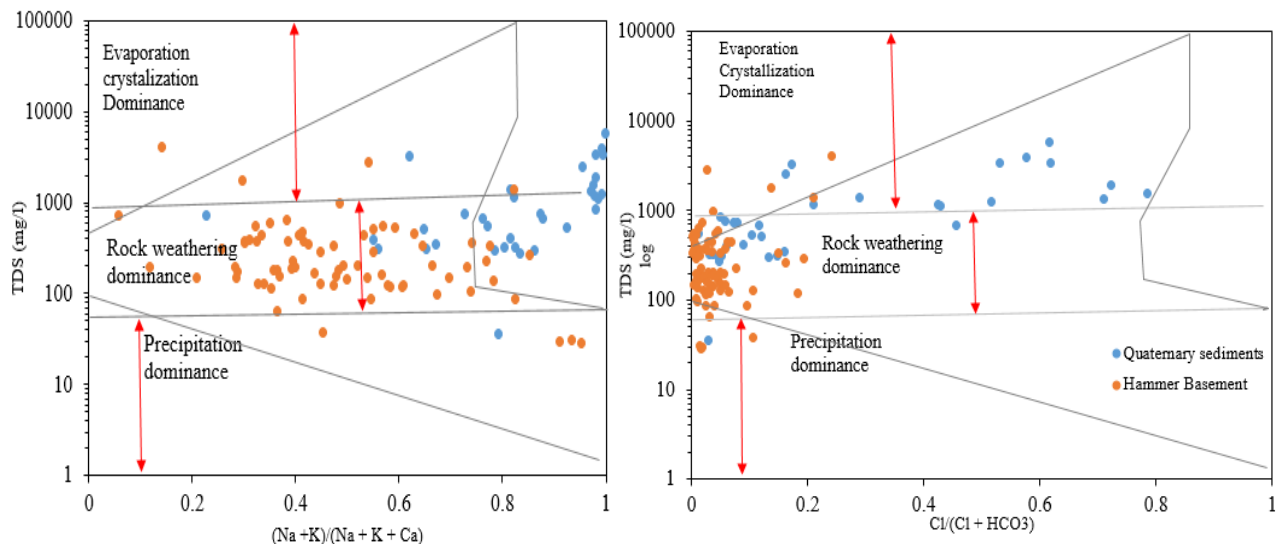 100000
10000
1000
100
10
1
TDS (mg/l)
Evaporation
crystalization
Dominance
Rock weathering
dominance
Precipitation
dominance
0
0.2
0.4
0.6
0.8
1
(Na +K)/(Na + K + Ca)
100000
10000
1000
100
10
1
TDS (mg/l)
log
Evaporation
Crystallization
Dominance
Rock weathering
dominance
Precipitation
dominance
Quaternary sediments
Hammer Basement
0
0.2
0.4
0.6
0.8
1
Cl/(Cl + HCO3)